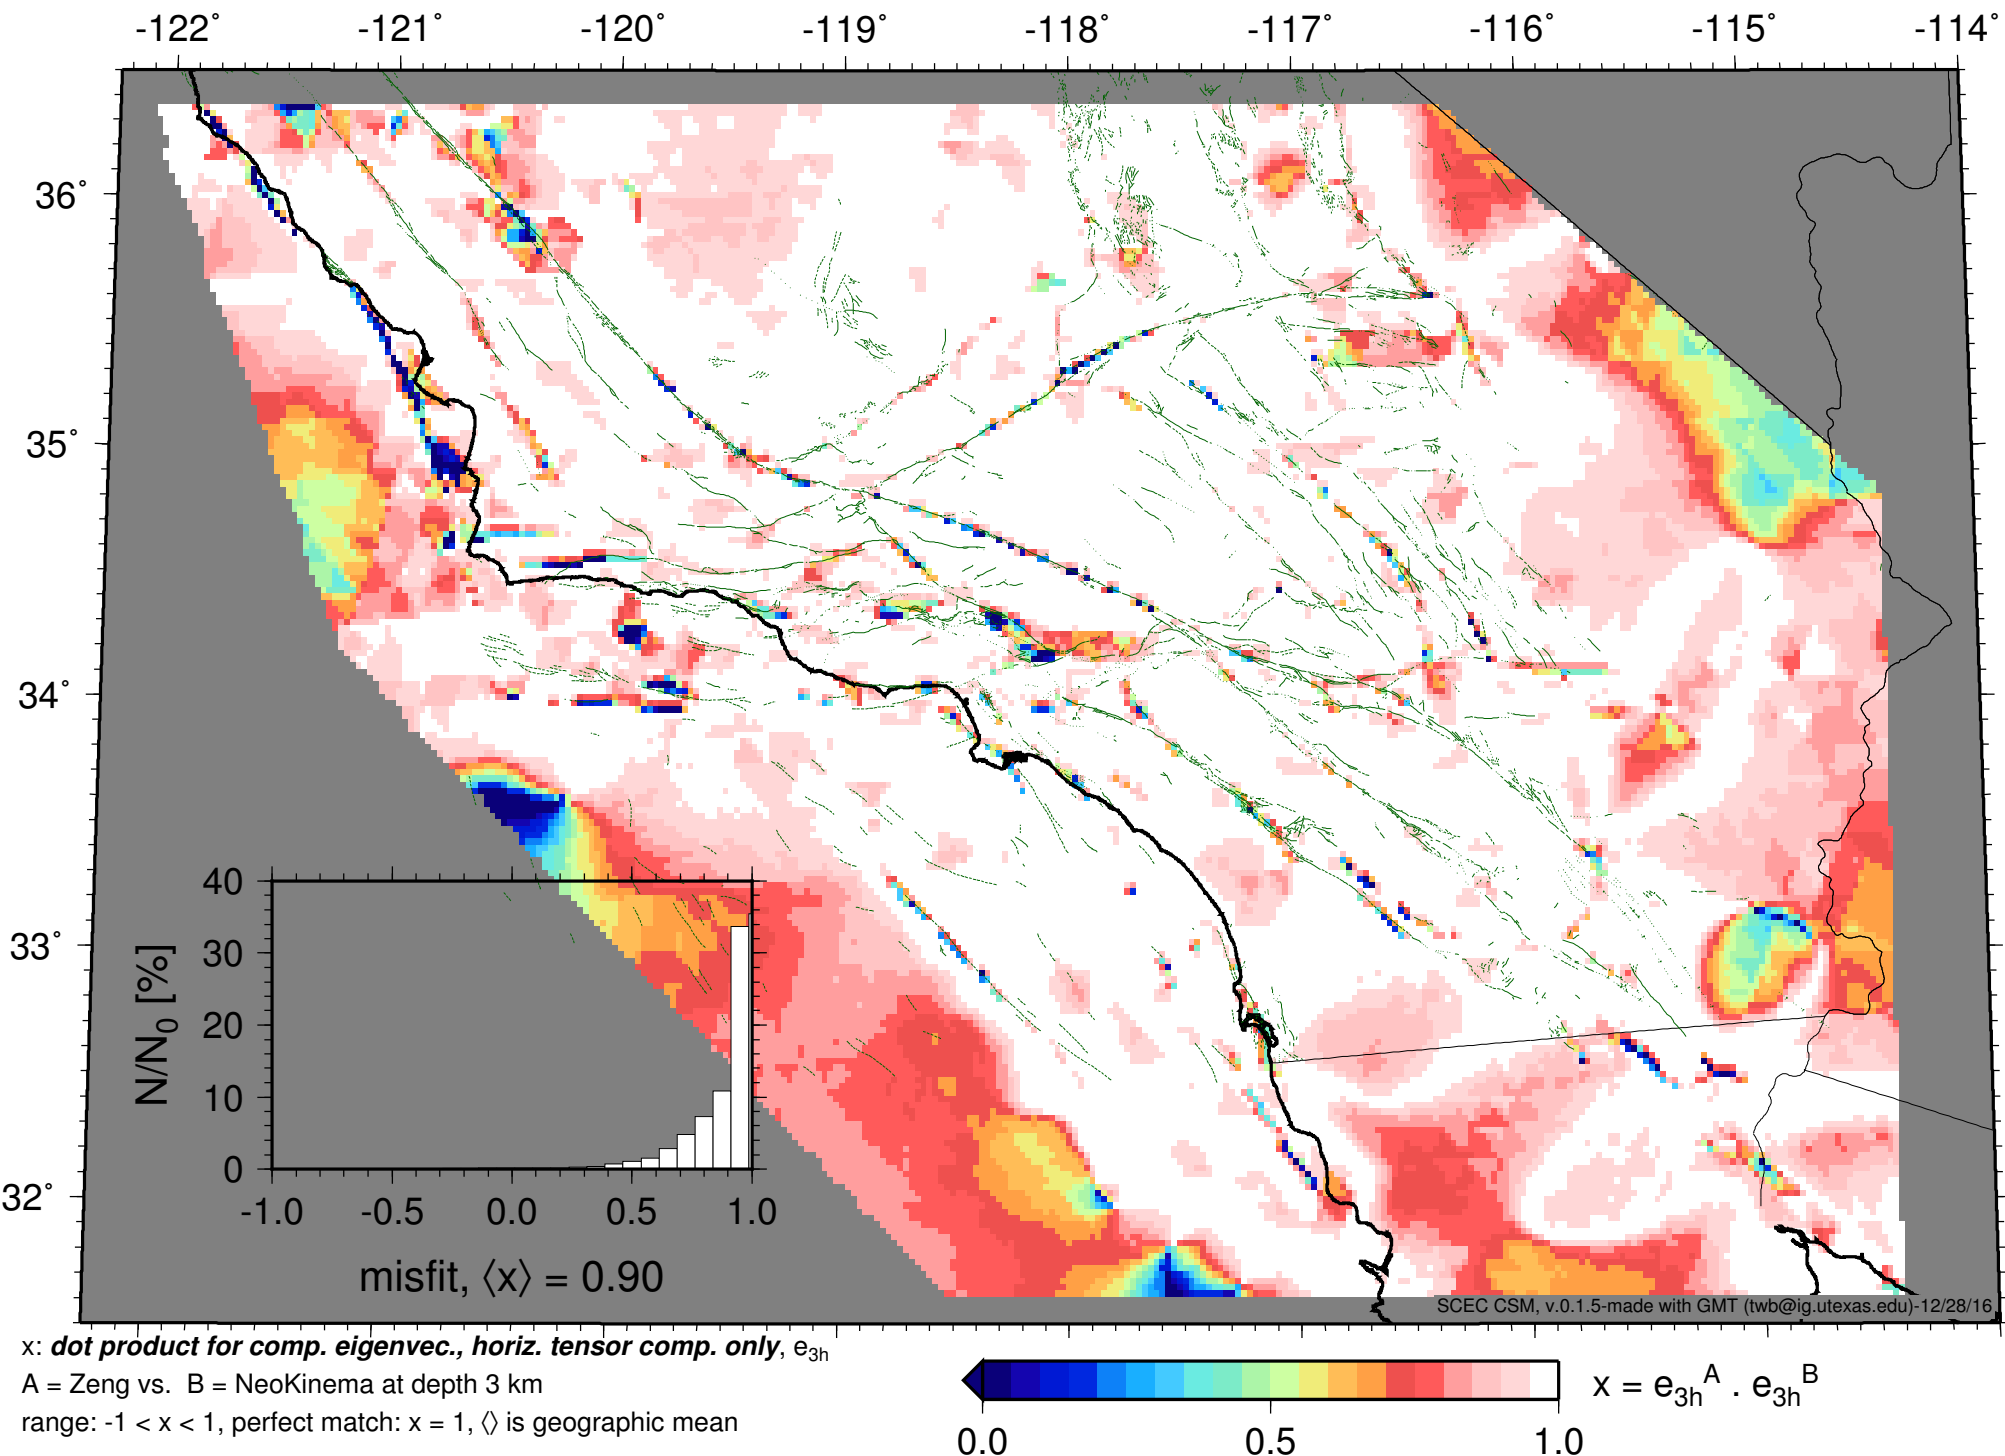 -122° -121° -120° -119° -118° -117° -116° -115° -114°
36°
35°
34°
33°
32°
40
30
20
10
0
N/N0 [%]
-1.0 -0.5 0.0 0.5 1.0
misfit, ⟨x⟩ = 0.90
SCEC CSM, v.0.1.5-made with GMT (twb@ig.utexas.edu)-12/28/16
x: dot product for comp. eigenvec., horiz. tensor comp. only, e3h
A = Zeng vs. B = NeoKinema at depth 3 km
range: -1 < x < 1, perfect match: x = 1, ⟨⟩ is geographic mean
x = e3h^A . e3h^B
0.0 0.5 1.0